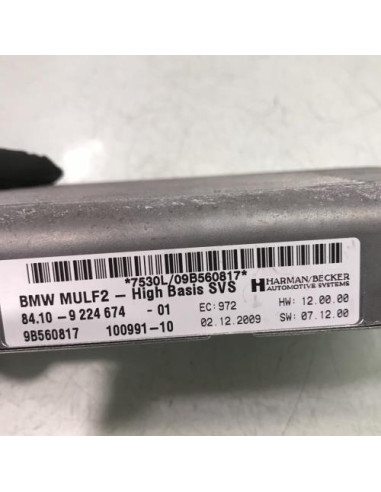 *7530L/09B560817*
BMW MULF2 - High Basis SVS
HARMAN/BECKER
AUTOMOTIVE SYSTEMS
84.10 - 9 224 674 - 01 EC: 972 HW: 12.00.00
9B560817 100991-10 02.12.2009 SW: 07.12.00